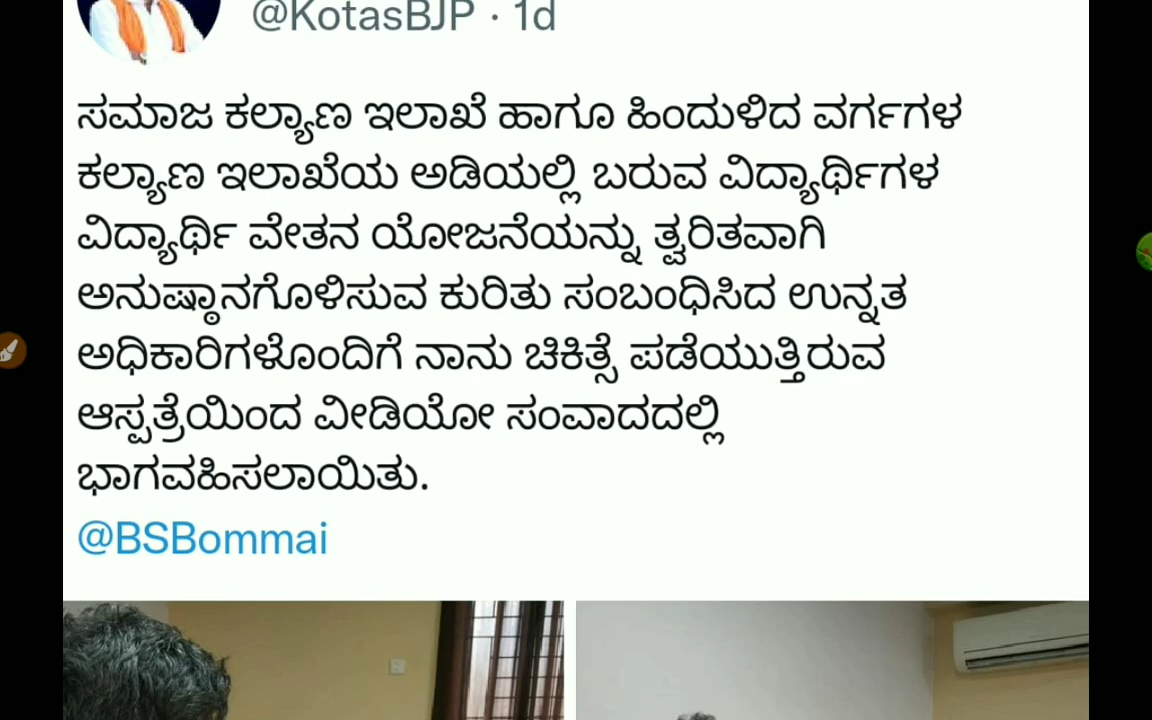 @KotasBJP · 1d
ಸಮಾಜ ಕಲ್ಯಾಣ ಇಲಾಖೆ ಹಾಗೂ ಹಿಂದುಳಿದ ವರ್ಗಗಳ
ಕಲ್ಯಾಣ ಇಲಾಖೆಯ ಅಡಿಯಲ್ಲಿ ಬರುವ ವಿದ್ಯಾರ್ಥಿಗಳ
ವಿದ್ಯಾರ್ಥಿ ವೇತನ ಯೋಜನೆಯನ್ನು ತ್ವರಿತವಾಗಿ
ಅನುಷ್ಠಾನಗೊಳಿಸುವ ಕುರಿತು ಸಂಬಂಧಿಸಿದ ಉನ್ನತ
ಅಧಿಕಾರಿಗಳೊಂದಿಗೆ ನಾನು ಚಿಕಿತ್ಸೆ ಪಡೆಯುತ್ತಿರುವ
ಆಸ್ಪತ್ರೆಯಿಂದ ವೀಡಿಯೋ ಸಂವಾದದಲ್ಲಿ
ಭಾಗವಹಿಸಲಾಯಿತು.
@BSBommai